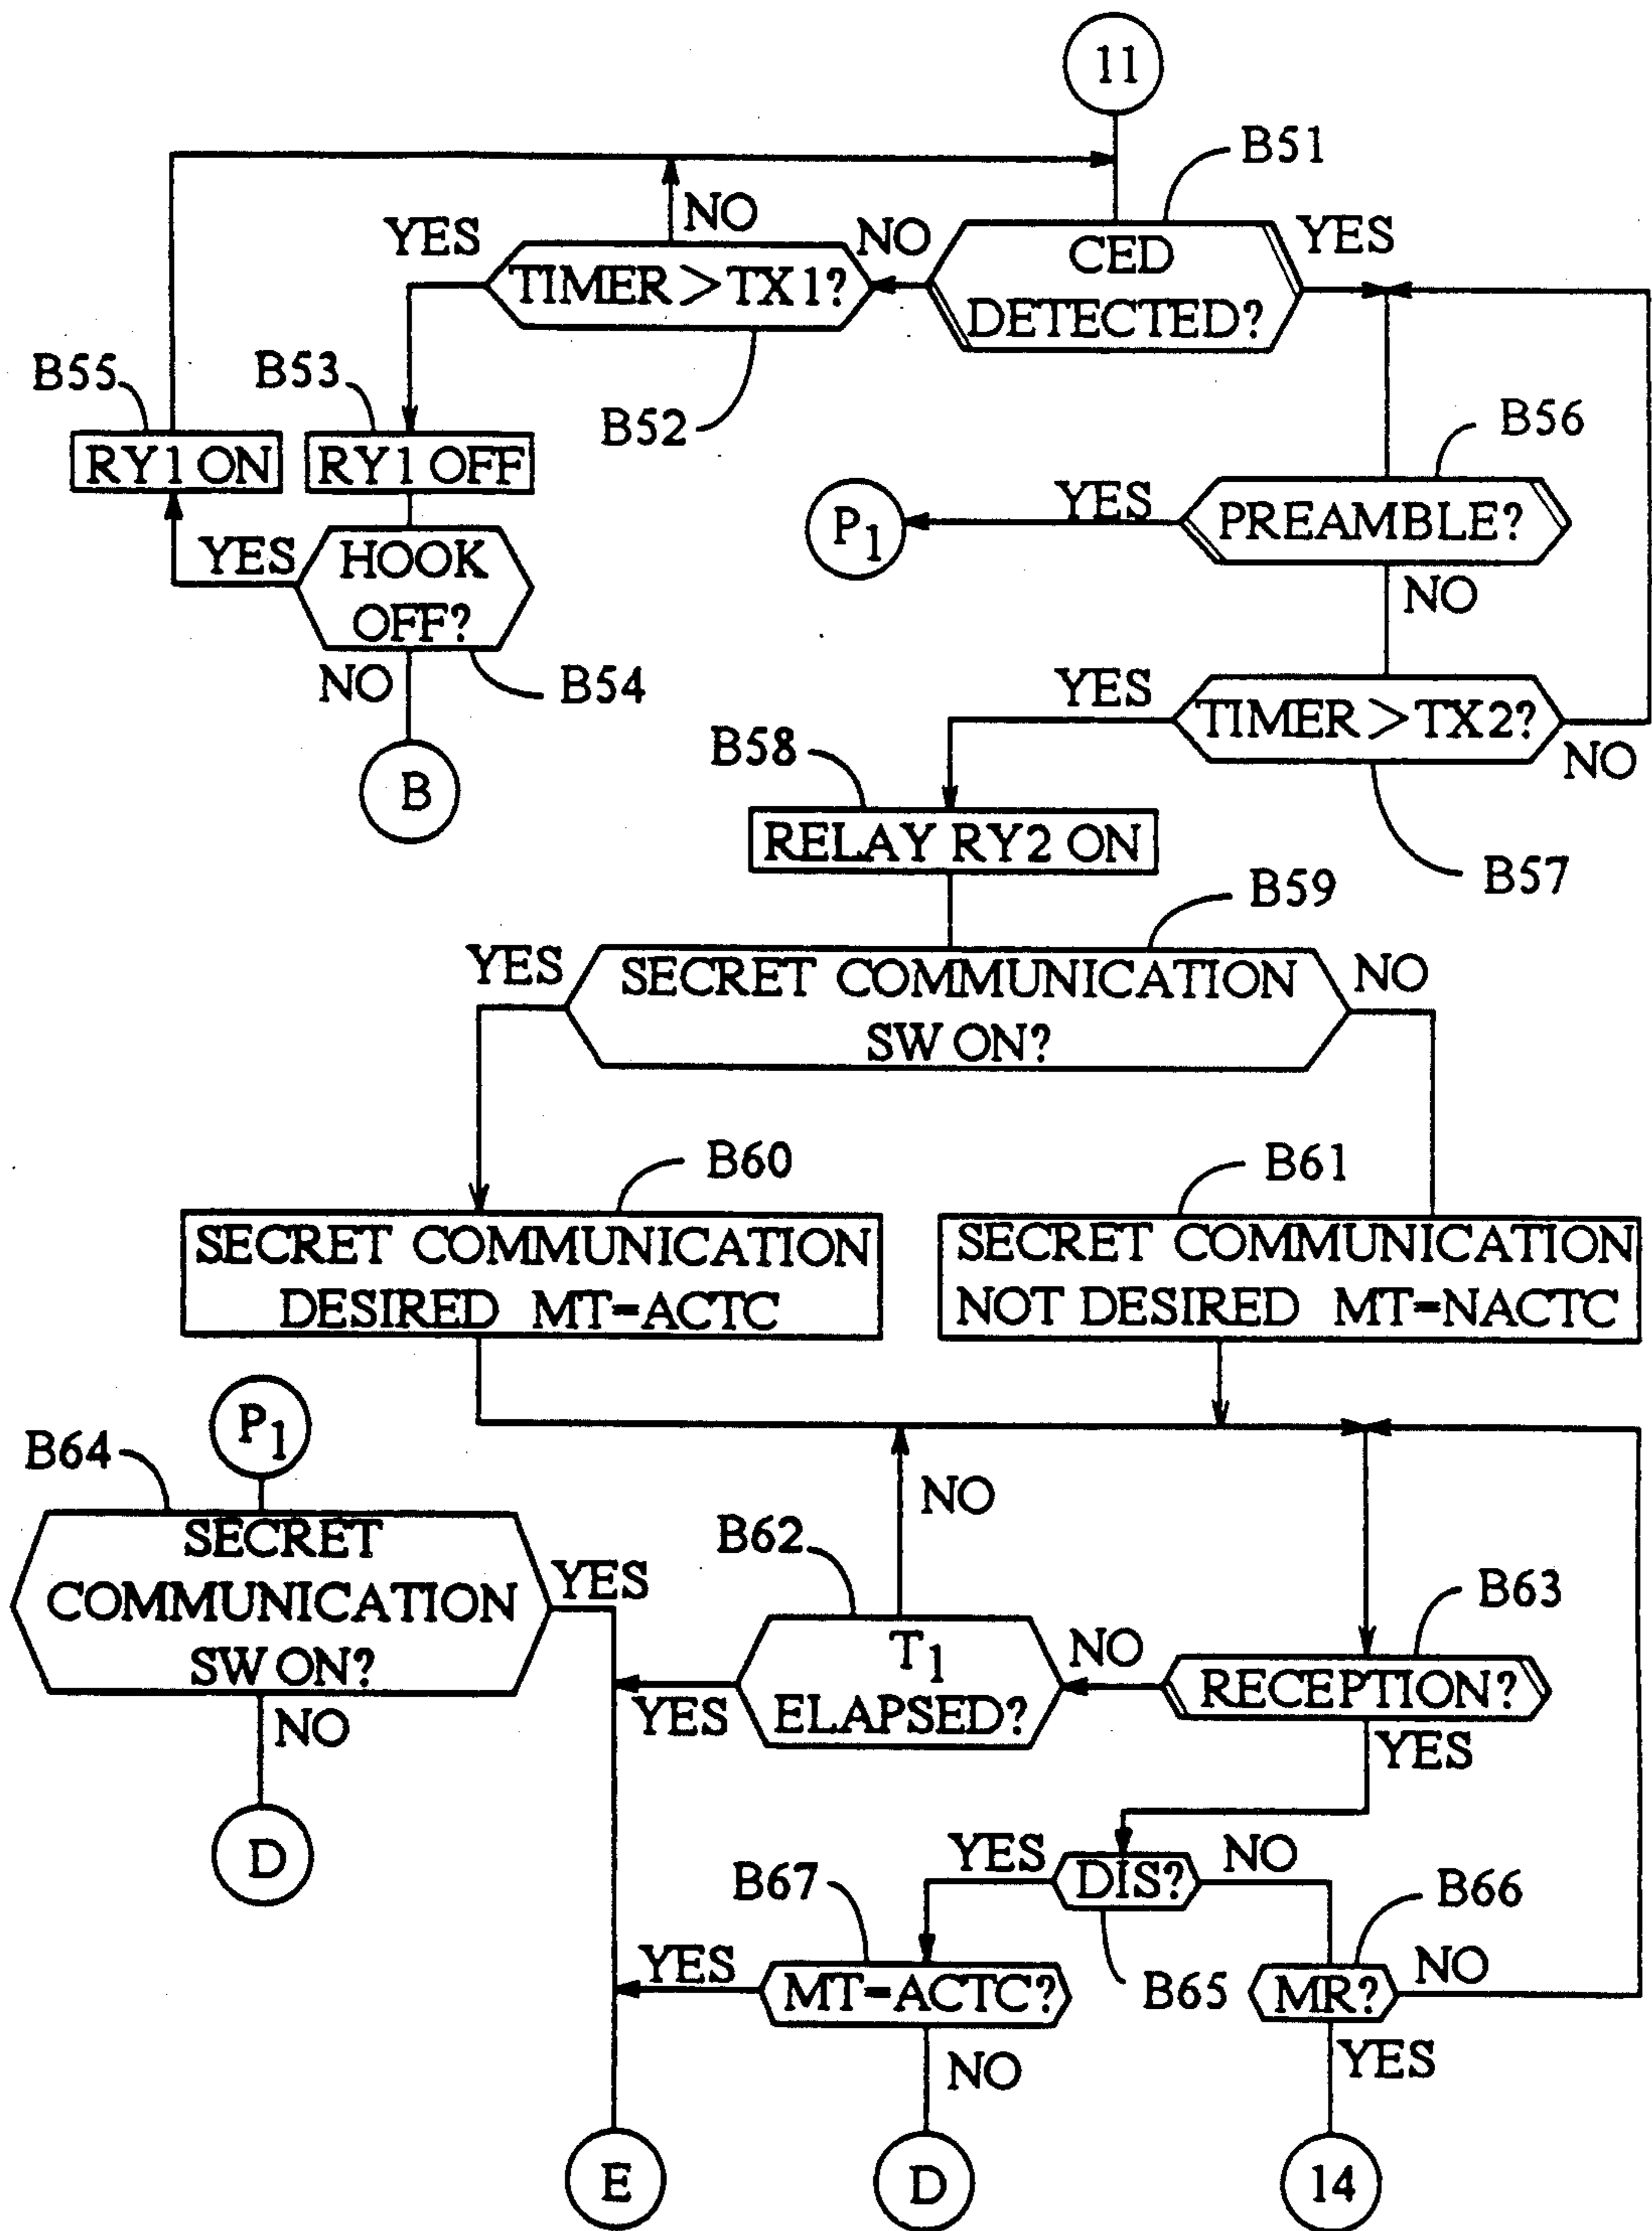 11
B51
NO
YES
NO
YES
CED
DETECTED?
TIMER > TX1?
B55
B53
B52
B56
RY1 ON
RY1 OFF
YES
P1
PREAMBLE?
YES
HOOK
OFF?
NO
NO
B54
YES
TIMER > TX2?
B58
NO
B
RELAY RY2 ON
B57
B59
YES
SECRET COMMUNICATION
SW ON?
NO
B60
B61
SECRET COMMUNICATION
DESIRED MT=ACTC
SECRET COMMUNICATION
NOT DESIRED MT=NACTC
P1
B64
NO
SECRET
COMMUNICATION
SW ON?
YES
B62
B63
T1
ELAPSED?
NO
RECEPTION?
YES
NO
YES
D
YES
DIS?
NO
B67
B66
YES
MT=ACTC?
B65
MR?
NO
NO
YES
E
D
14